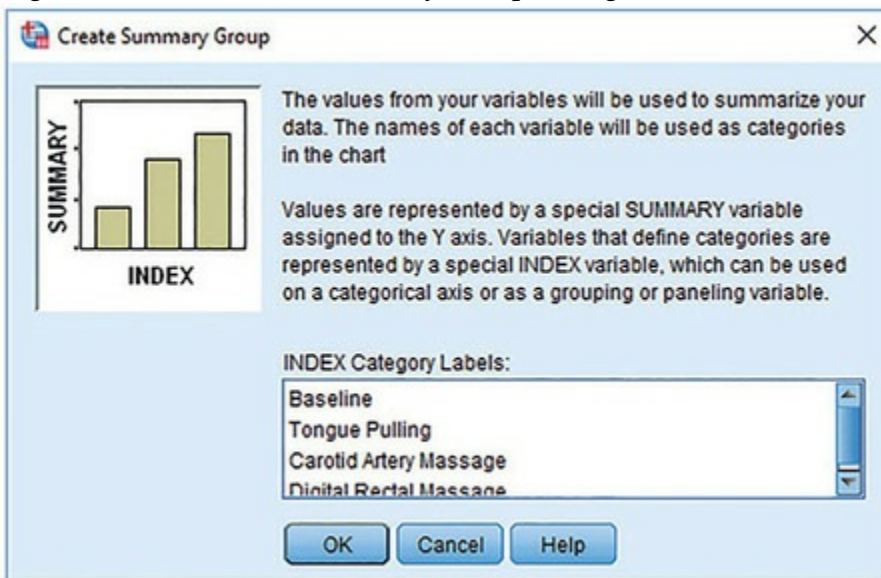 Create Summary Group
The values from your variables will be used to summarize your
data. The names of each variable will be used as categories
in the chart
Values are represented by a special SUMMARY variable
assigned to the Y axis. Variables that define categories are
represented by a special INDEX variable, which can be used
on a categorical axis or as a grouping or paneling variable.
SUMMARY
INDEX
INDEX Category Labels:
Baseline
Tongue Pulling
Carotid Artery Massage
Digital Rectal Massage
OK
Cancel
Help